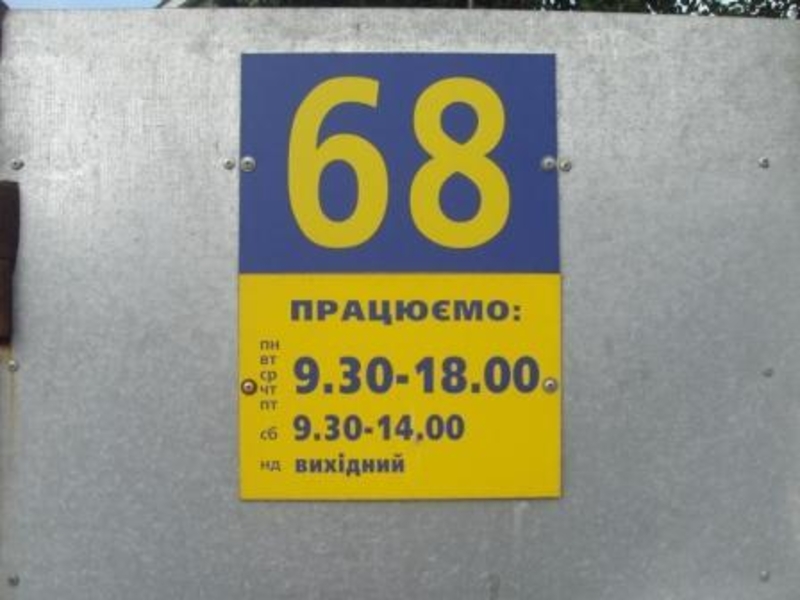 68
ПРАЦЮЄМО:
пн
вт
ср
чт
пт
9.30-18.00
сб 9.30-14.00
нд вихідний